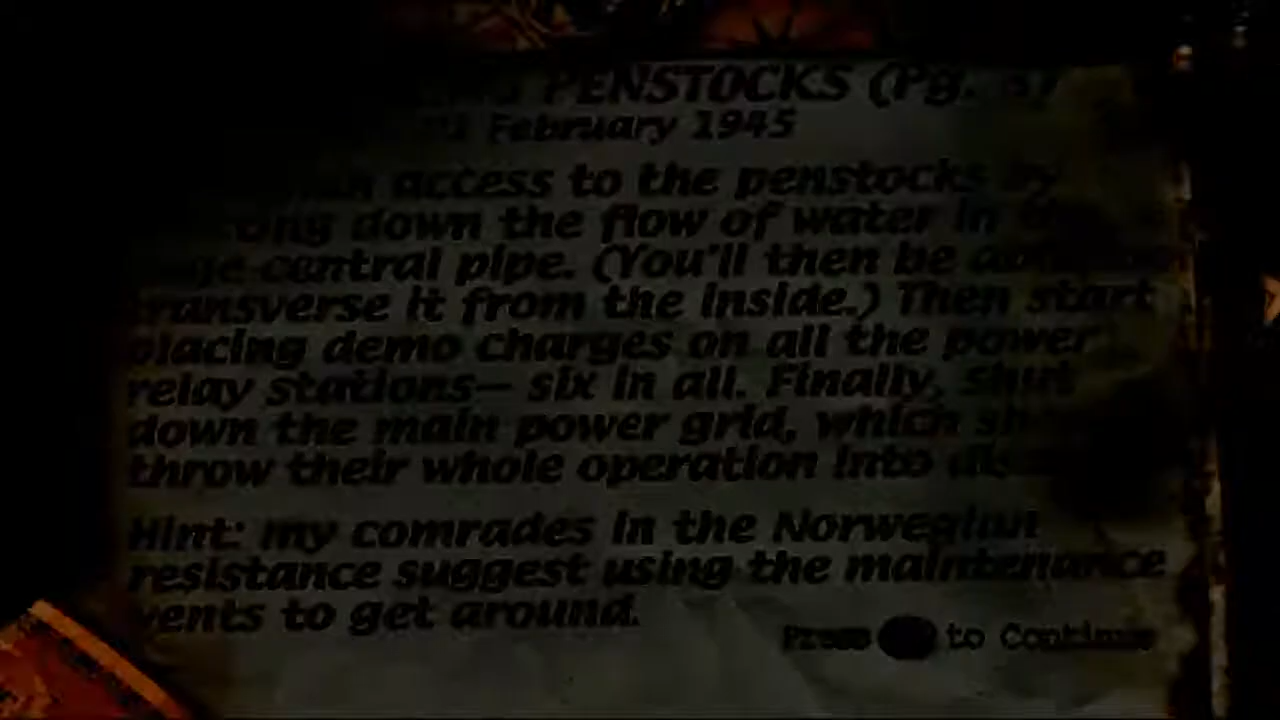 PENSTOCKS (Pg.
February 1945
access to the penstocks by
down the flow of water in
central pipe. (You'll then be
transverse it from the inside.) Then start
placing demo charges on all the power
relay stations— six in all. Finally, shut
down the main power grid, which
throw their whole operation into
Hint: my comrades in the Norwegian
resistance suggest using the maintenance
vents to get around.
Press to Continue